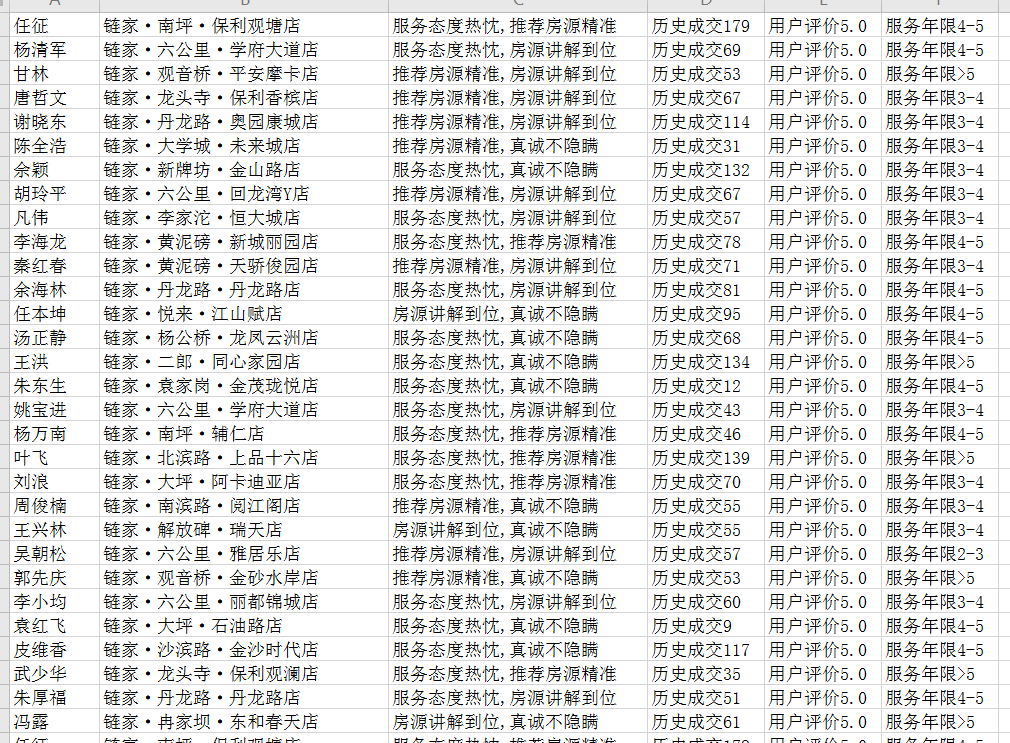 任征 链家·南坪·保利观塘店 服务态度热忱,推荐房源精准 历史成交179 用户评价5.0 服务年限4-5
杨清军 链家·六公里·学府大道店 服务态度热忱,房源讲解到位 历史成交69 用户评价5.0 服务年限4-5
甘林 链家·观音桥·平安摩卡店 推荐房源精准,房源讲解到位 历史成交53 用户评价5.0 服务年限>5
唐哲文 链家·龙头寺·保利香槟店 推荐房源精准,房源讲解到位 历史成交67 用户评价5.0 服务年限3-4
谢晓东 链家·丹龙路·奥园康城店 推荐房源精准,房源讲解到位 历史成交114 用户评价5.0 服务年限3-4
陈全浩 链家·大学城·未来城店 推荐房源精准,真诚不隐瞒 历史成交31 用户评价5.0 服务年限3-4
余颖 链家·新牌坊·金山路店 服务态度热忱,真诚不隐瞒 历史成交132 用户评价5.0 服务年限3-4
胡玲平 链家·六公里·回龙湾Y店 推荐房源精准,房源讲解到位 历史成交67 用户评价5.0 服务年限3-4
凡伟 链家·李家沱·恒大城店 服务态度热忱,房源讲解到位 历史成交57 用户评价5.0 服务年限3-4
李海龙 链家·黄泥磅·新城丽园店 服务态度热忱,推荐房源精准 历史成交78 用户评价5.0 服务年限4-5
秦红春 链家·黄泥磅·天骄俊园店 推荐房源精准,房源讲解到位 历史成交71 用户评价5.0 服务年限3-4
余海林 链家·丹龙路·丹龙路店 服务态度热忱,房源讲解到位 历史成交81 用户评价5.0 服务年限4-5
任本坤 链家·悦来·江山赋店 房源讲解到位,真诚不隐瞒 历史成交95 用户评价5.0 服务年限4-5
汤正静 链家·杨公桥·龙凤云洲店 服务态度热忱,真诚不隐瞒 历史成交68 用户评价5.0 服务年限4-5
王洪 链家·二郎·同心家园店 服务态度热忱,真诚不隐瞒 历史成交134 用户评价5.0 服务年限>5
朱东生 链家·袁家岗·金茂珑悦店 服务态度热忱,真诚不隐瞒 历史成交12 用户评价5.0 服务年限4-5
姚宝进 链家·六公里·学府大道店 服务态度热忱,房源讲解到位 历史成交43 用户评价5.0 服务年限3-4
杨万南 链家·南坪·辅仁店 服务态度热忱,推荐房源精准 历史成交46 用户评价5.0 服务年限4-5
叶飞 链家·北滨路·上品十六店 服务态度热忱,推荐房源精准 历史成交139 用户评价5.0 服务年限>5
刘浪 链家·大坪·阿卡迪亚店 服务态度热忱,推荐房源精准 历史成交70 用户评价5.0 服务年限3-4
周俊楠 链家·南滨路·阅江阁店 推荐房源精准,真诚不隐瞒 历史成交55 用户评价5.0 服务年限3-4
王兴林 链家·解放碑·瑞天店 房源讲解到位,真诚不隐瞒 历史成交55 用户评价5.0 服务年限3-4
吴朝松 链家·六公里·雅居乐店 推荐房源精准,房源讲解到位 历史成交57 用户评价5.0 服务年限2-3
郭先庆 链家·观音桥·金砂水岸店 推荐房源精准,真诚不隐瞒 历史成交53 用户评价5.0 服务年限>5
李小均 链家·六公里·丽都锦城店 服务态度热忱,房源讲解到位 历史成交60 用户评价5.0 服务年限3-4
袁红飞 链家·大坪·石油路店 服务态度热忱,真诚不隐瞒 历史成交9 用户评价5.0 服务年限4-5
皮维香 链家·沙滨路·金沙时代店 服务态度热忱,真诚不隐瞒 历史成交117 用户评价5.0 服务年限4-5
武少华 链家·龙头寺·保利观澜店 服务态度热忱,推荐房源精准 历史成交35 用户评价5.0 服务年限>5
朱厚福 链家·丹龙路·丹龙路店 服务态度热忱,房源讲解到位 历史成交51 用户评价5.0 服务年限4-5
冯露 链家·冉家坝·东和春天店 房源讲解到位,真诚不隐瞒 历史成交61 用户评价5.0 服务年限>5